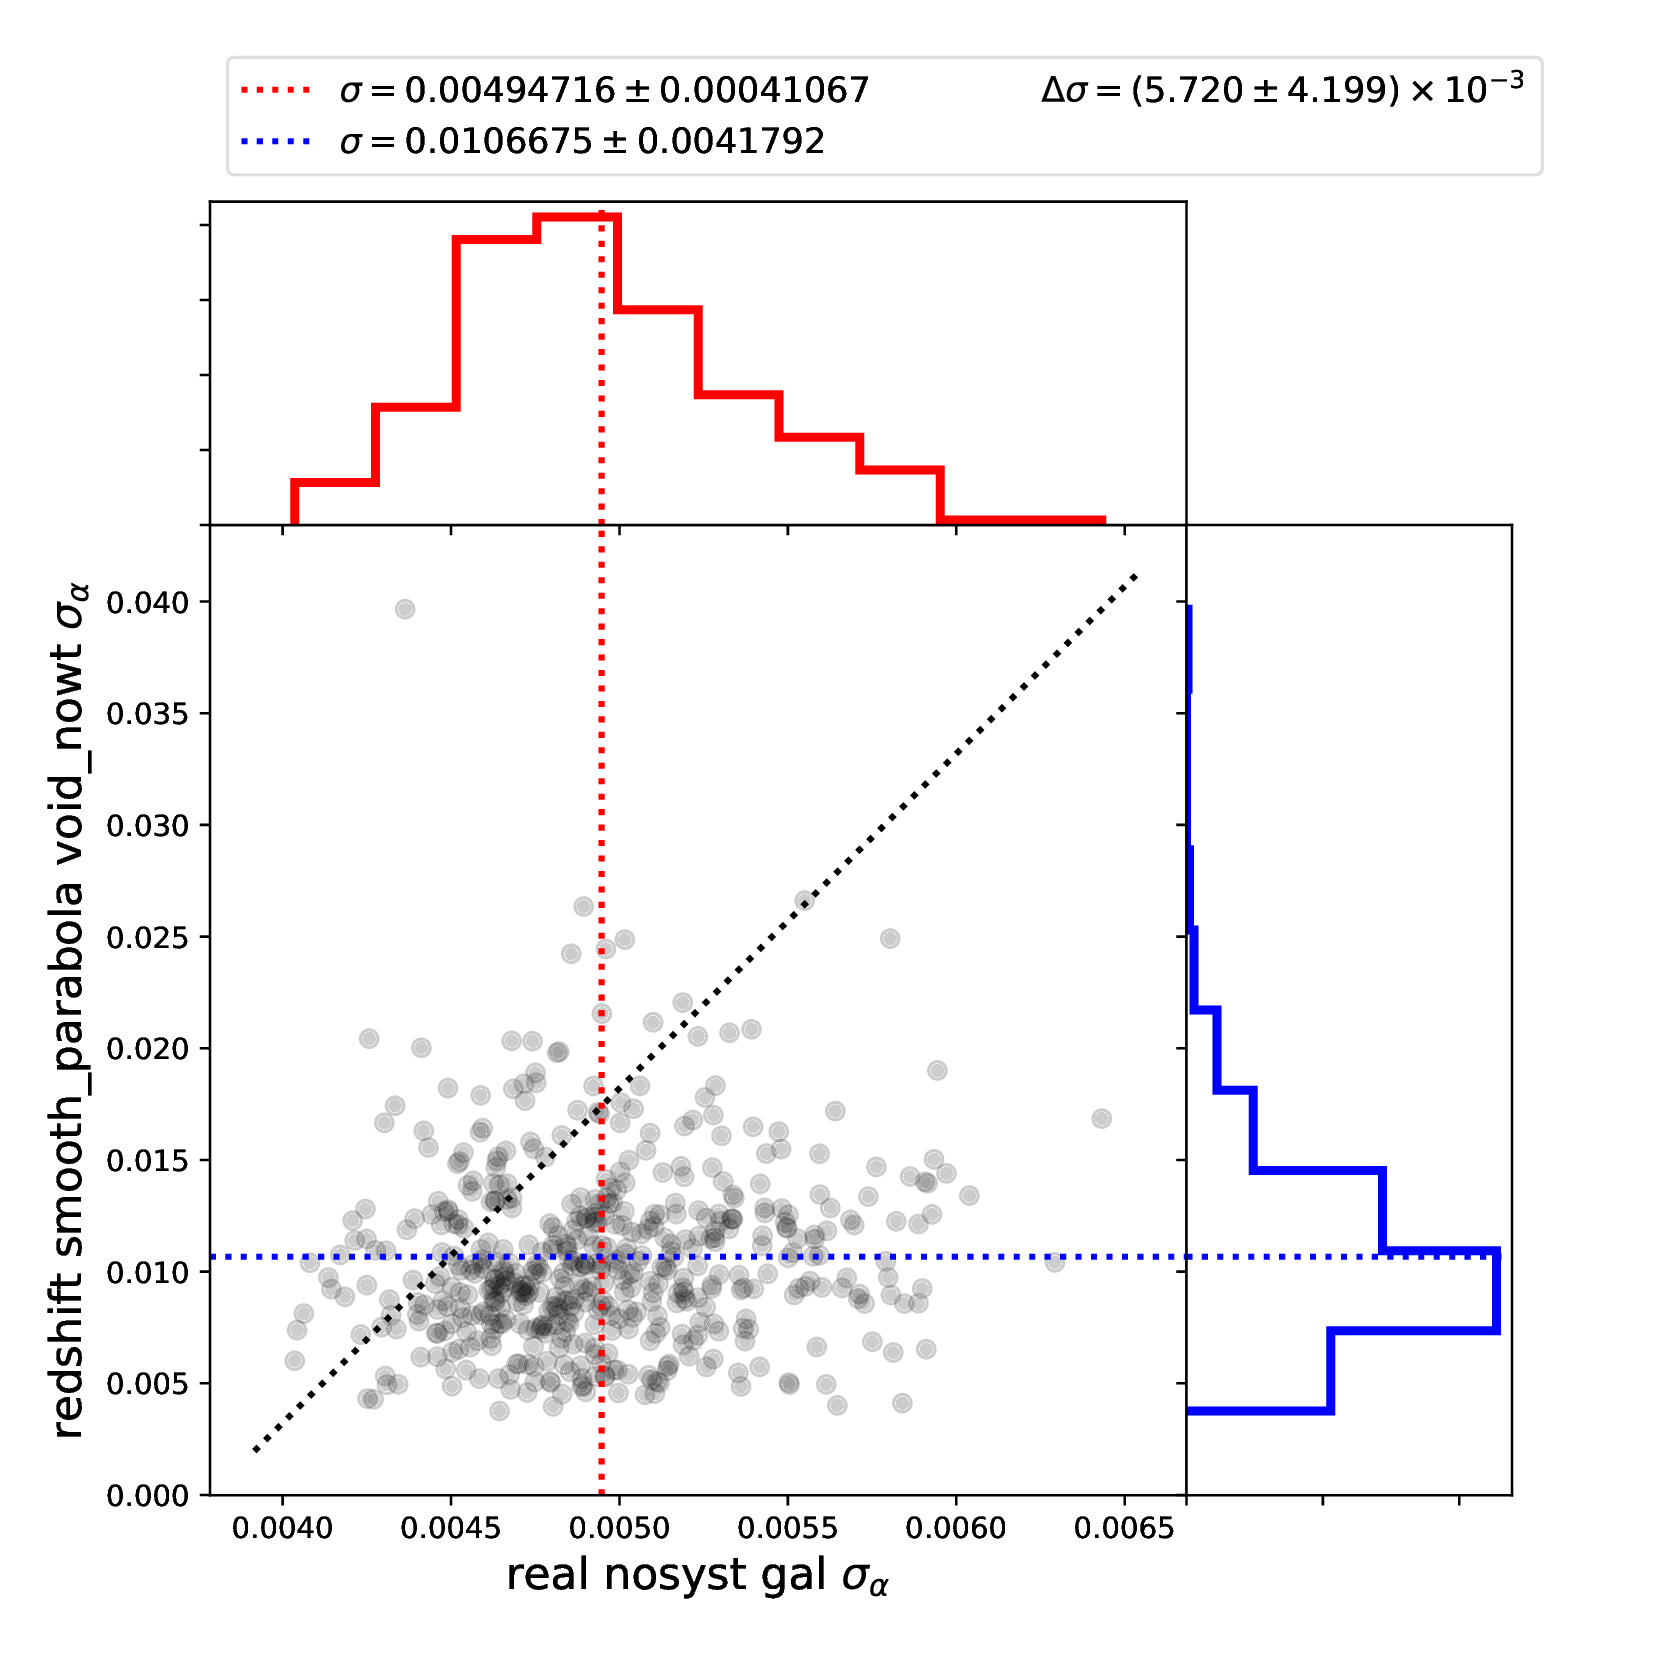 σ = 0.00494716 ± 0.00041067
σ = 0.0106675 ± 0.0041792
Δσ = (5.720 ± 4.199) × 10⁻³
redshift smooth_parabola void_nowt σ_α
0.040
0.035
0.030
0.025
0.020
0.015
0.010
0.005
0.000
0.0040 0.0045 0.0050 0.0055 0.0060 0.0065
real nosyst gal σ_α